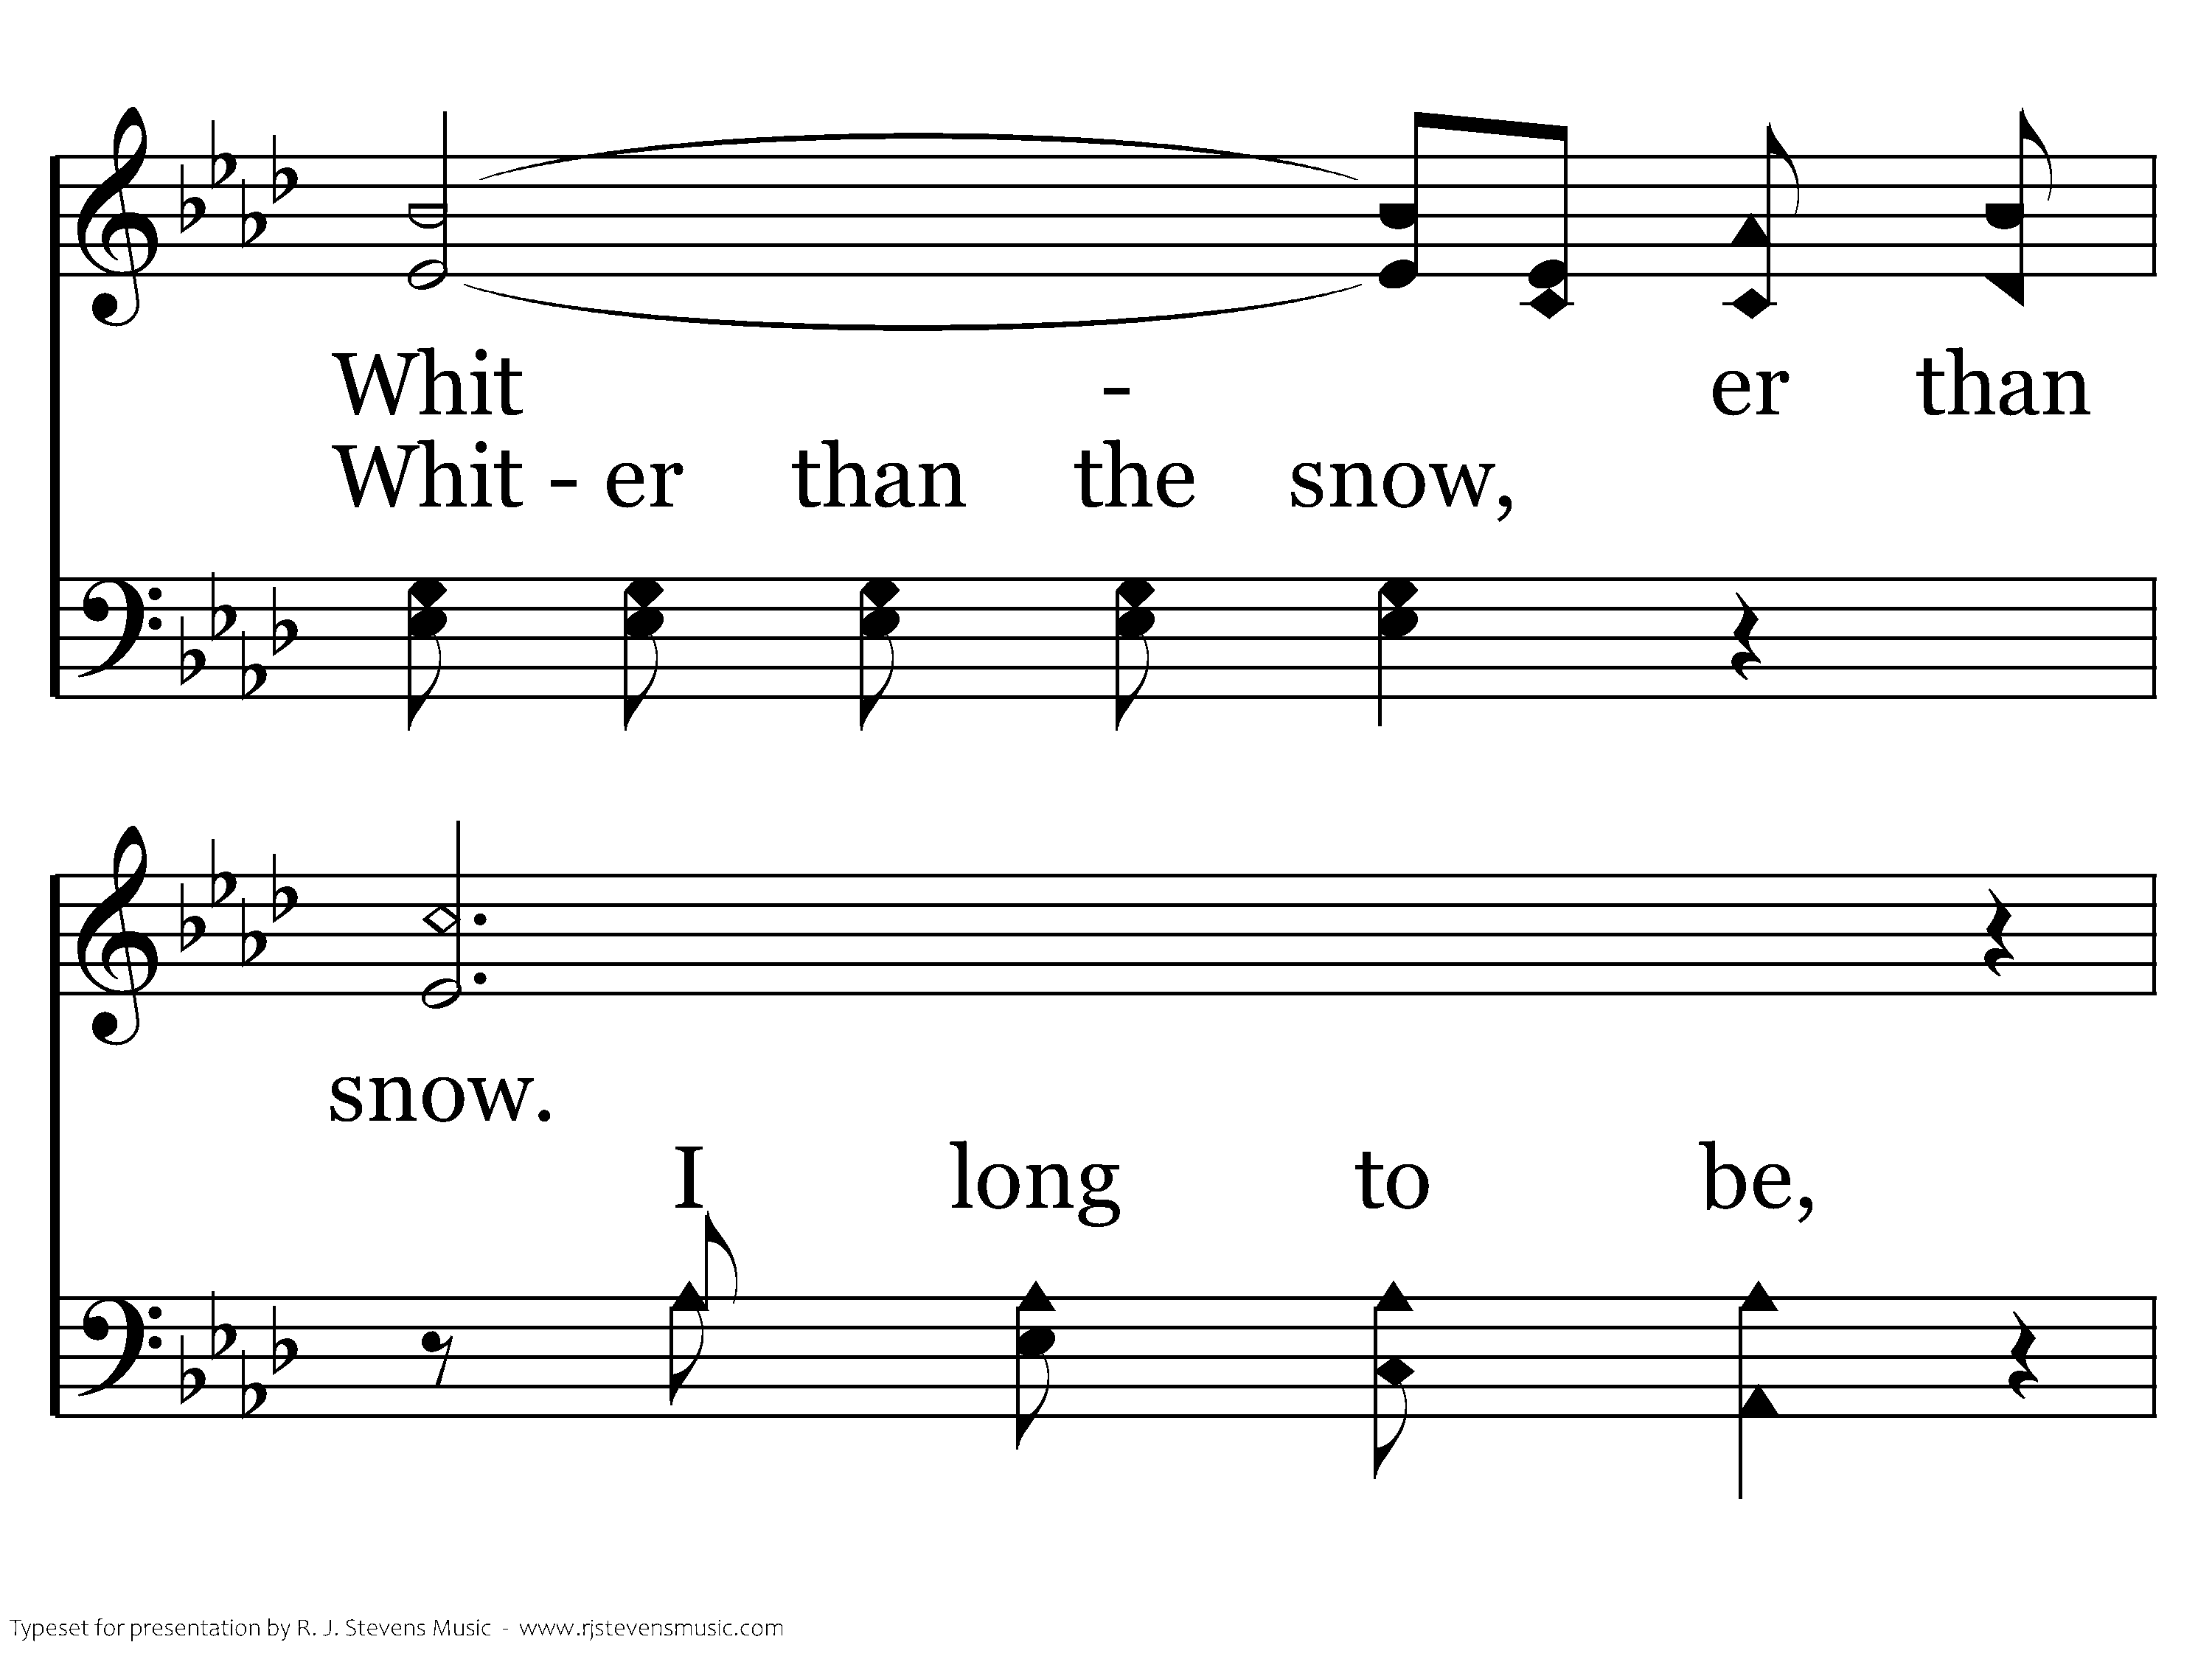 Whit - er than
Whit - er than the snow,
snow.
I long to be,
Typeset for presentation by R. J. Stevens Music - www.rjstevensmusic.com